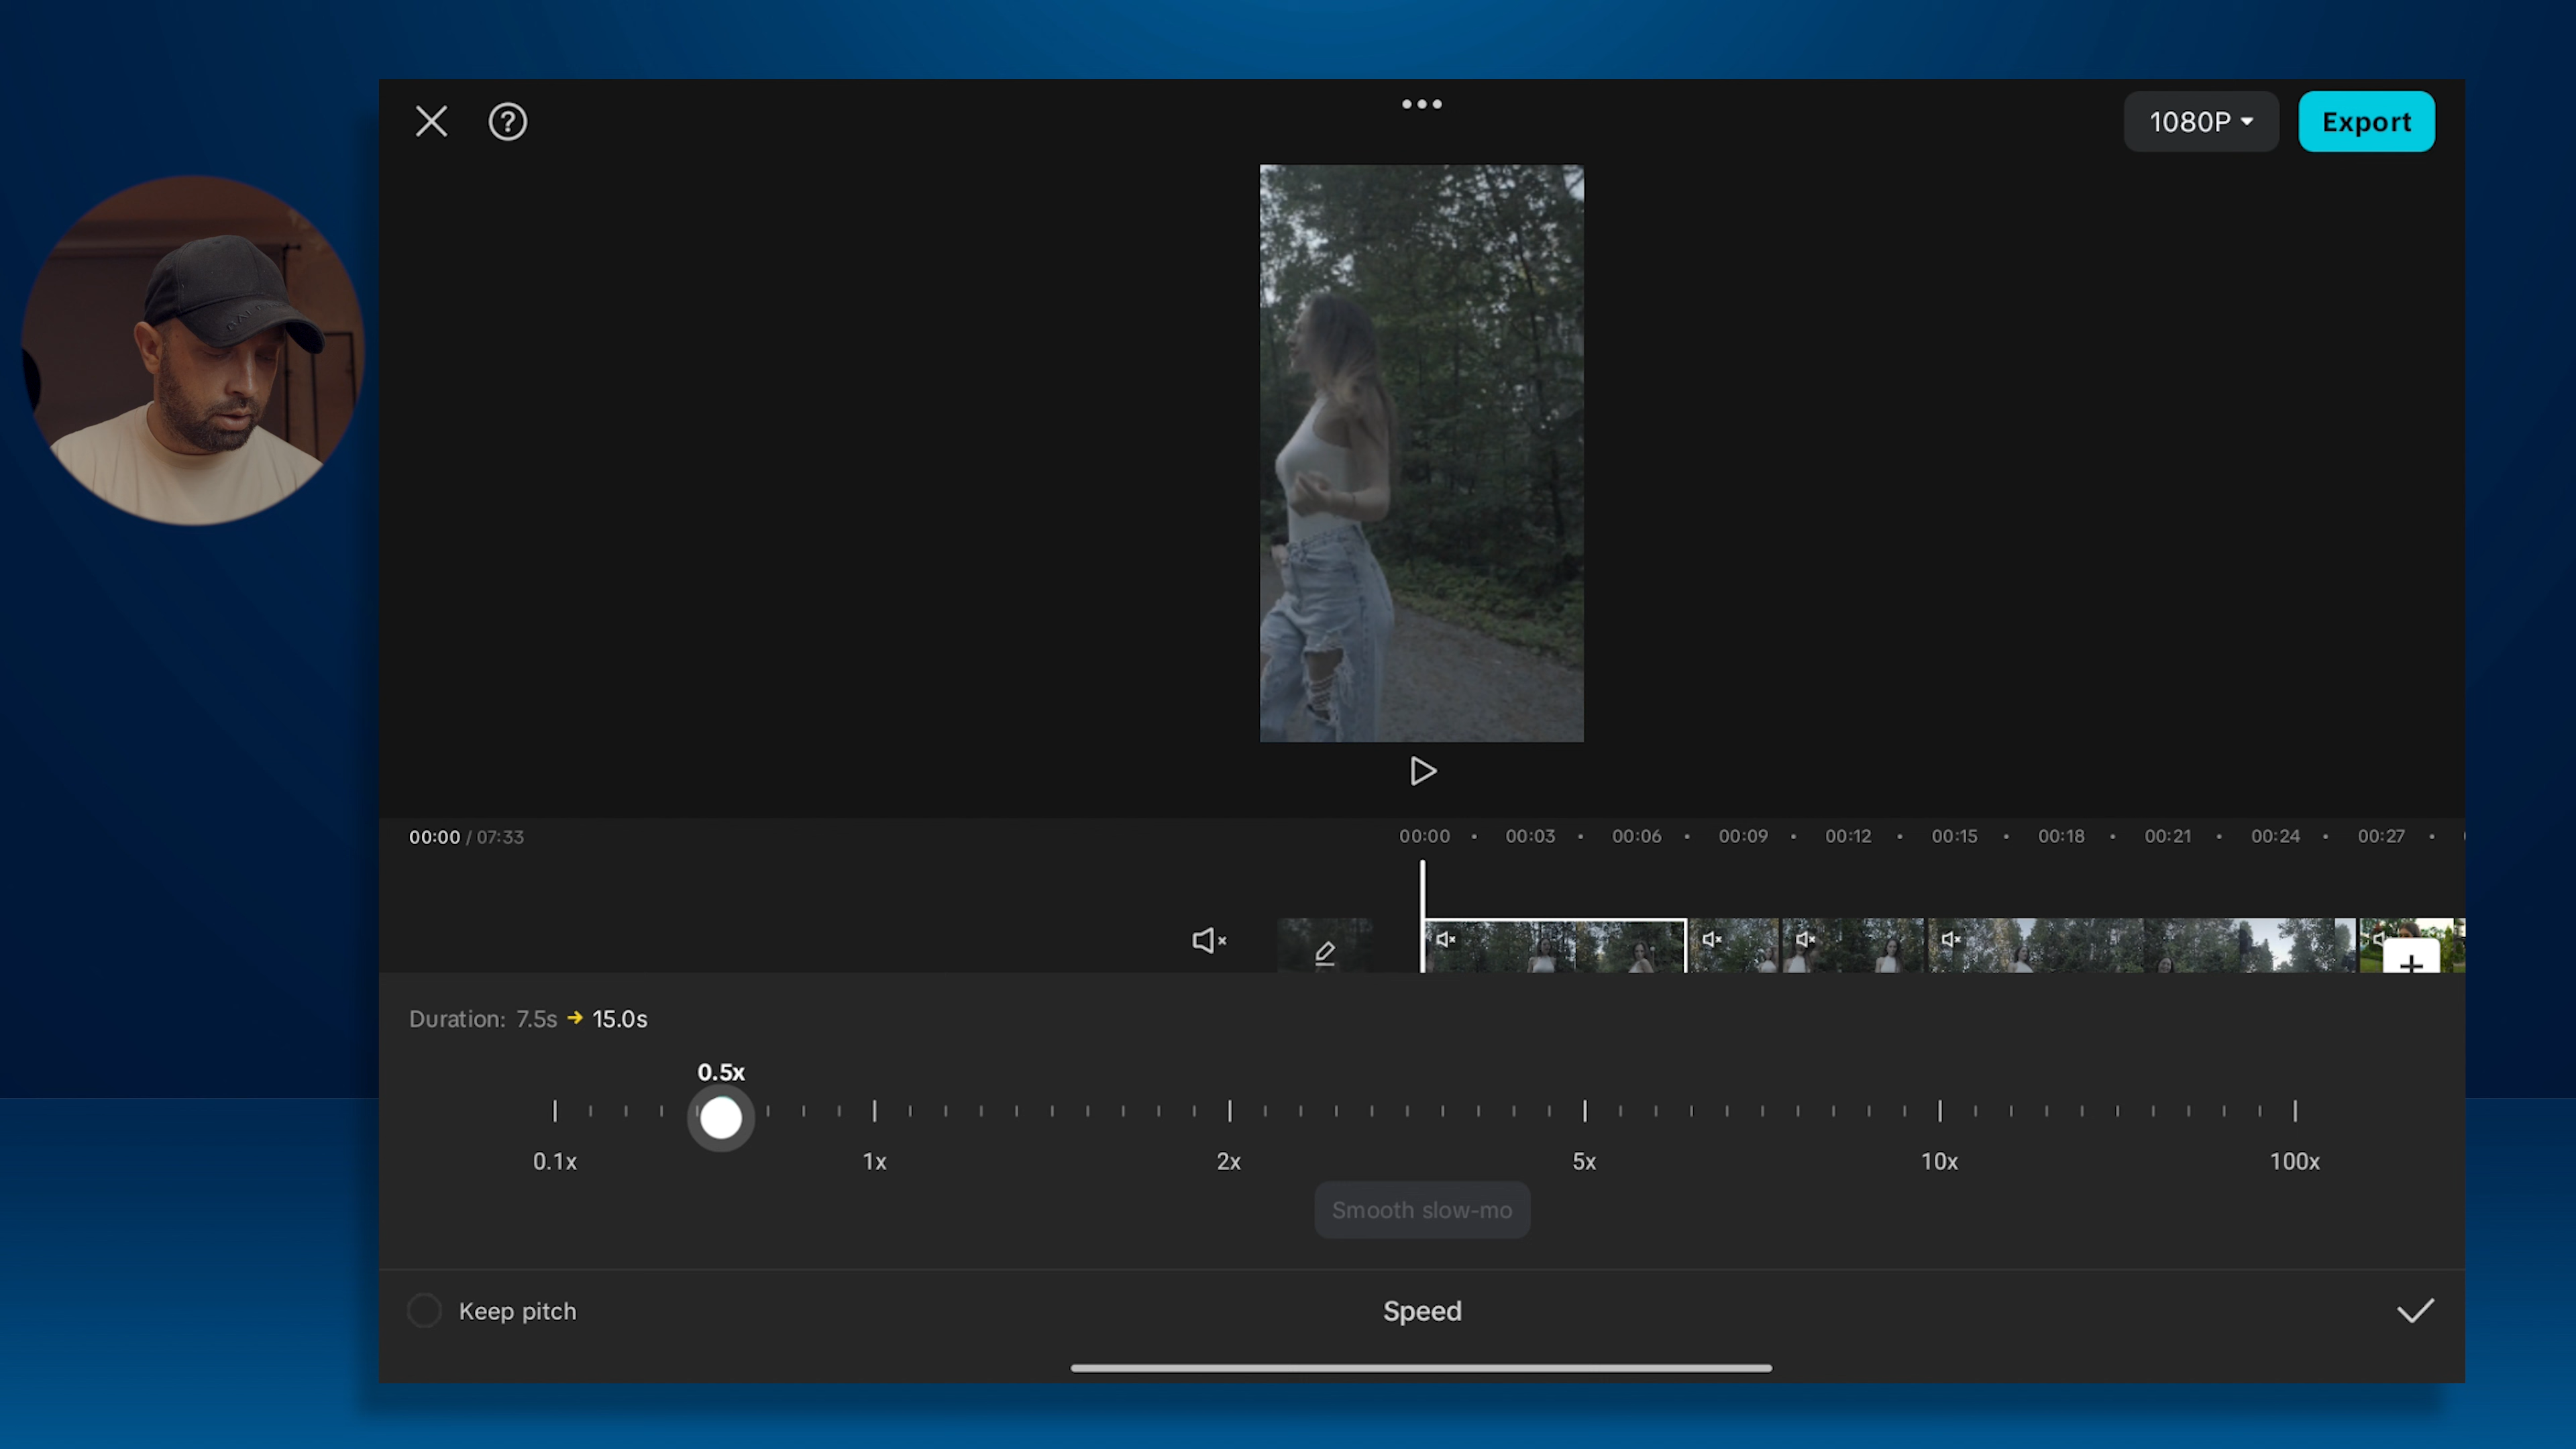 ?
1080P
Export
00:00 / 07:33
00:00 00:03 00:06 00:09 00:12 00:15 00:18 00:21 00:24 00:27
Duration: 7.5s → 15.0s
0.5x
0.1x 1x 2x 5x 10x 100x
Smooth slow-mo
Keep pitch
Speed